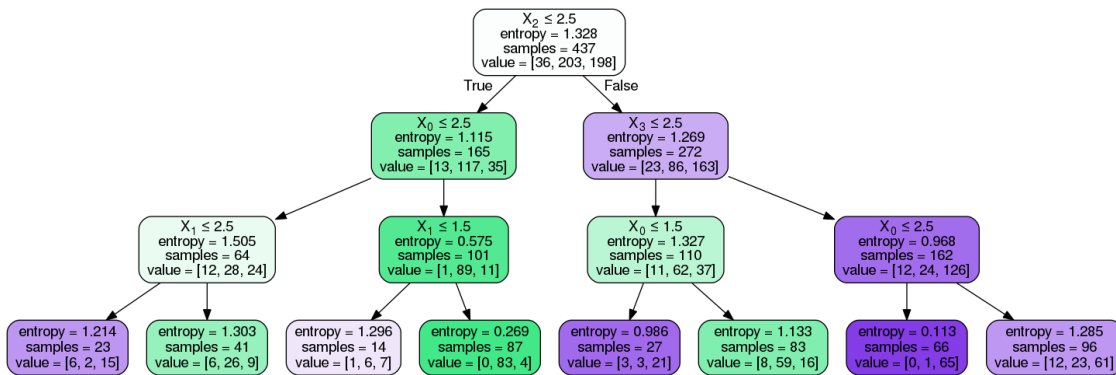 X₂ ≤ 2.5
entropy = 1.328
samples = 437
value = [36, 203, 198]
True
False
X₀ ≤ 2.5
entropy = 1.115
samples = 165
value = [13, 117, 35]
X₃ ≤ 2.5
entropy = 1.269
samples = 272
value = [23, 86, 163]
X₁ ≤ 2.5
entropy = 1.505
samples = 64
value = [12, 28, 24]
X₁ ≤ 1.5
entropy = 0.575
samples = 101
value = [1, 89, 11]
X₀ ≤ 1.5
entropy = 1.327
samples = 110
value = [11, 62, 37]
X₀ ≤ 2.5
entropy = 0.968
samples = 162
value = [12, 24, 126]
entropy = 1.214
samples = 23
value = [6, 2, 15]
entropy = 1.303
samples = 41
value = [6, 26, 9]
entropy = 1.296
samples = 14
value = [1, 6, 7]
entropy = 0.269
samples = 87
value = [0, 83, 4]
entropy = 0.986
samples = 27
value = [3, 3, 21]
entropy = 1.133
samples = 83
value = [8, 59, 16]
entropy = 0.113
samples = 66
value = [0, 1, 65]
entropy = 1.285
samples = 96
value = [12, 23, 61]